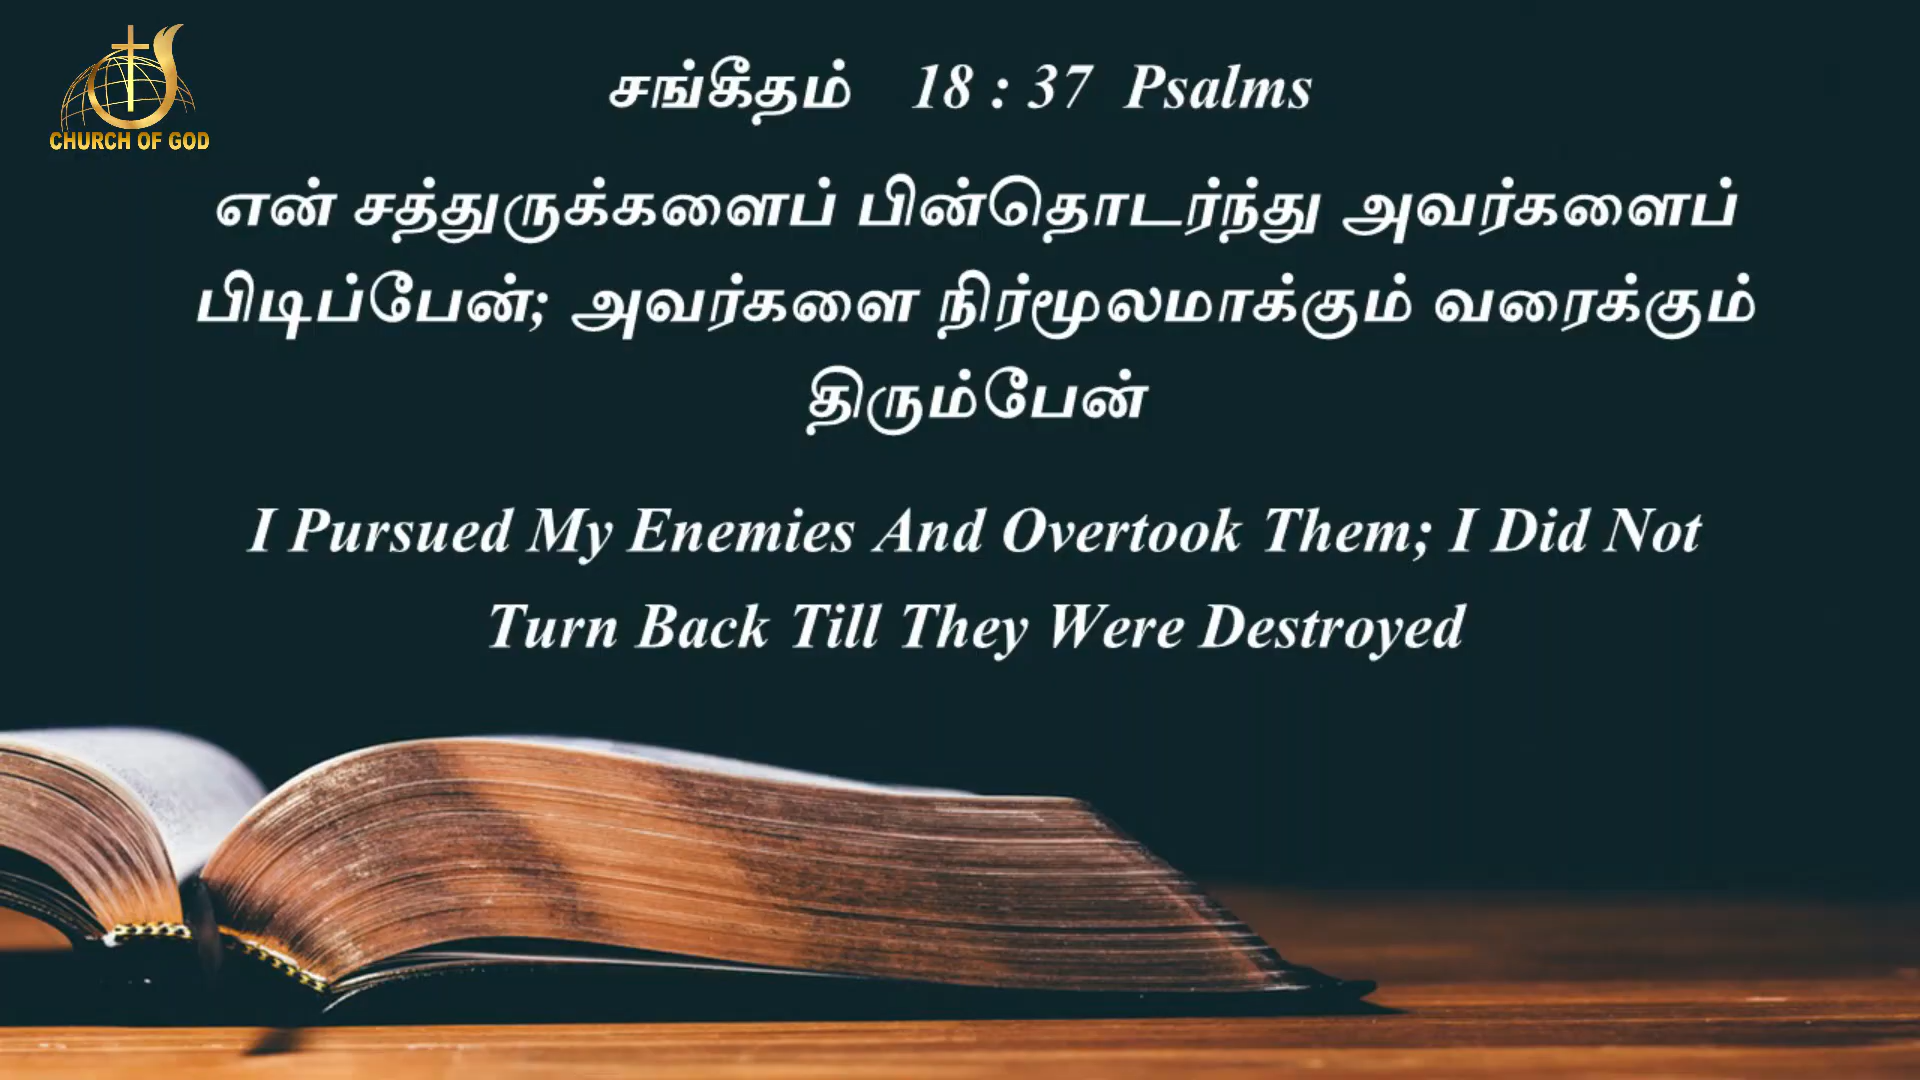 CHURCH OF GOD
சங்கீதம் 18 : 37 Psalms
என் சத்துருக்களைப் பின்தொடர்ந்து அவர்களைப்
பிடிப்பேன்; அவர்களை நிர்மூலமாக்கும் வரைக்கும்
திரும்பேன்
I Pursued My Enemies And Overtook Them; I Did Not
Turn Back Till They Were Destroyed